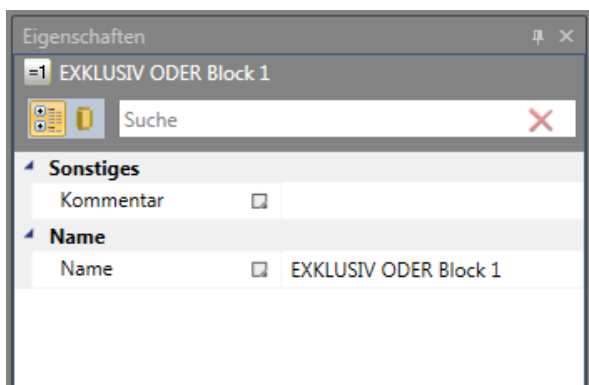 Eigenschaften
=1 EXKLUSIV ODER Block 1
Suche
Sonstiges
Kommentar
Name
Name EXKLUSIV ODER Block 1